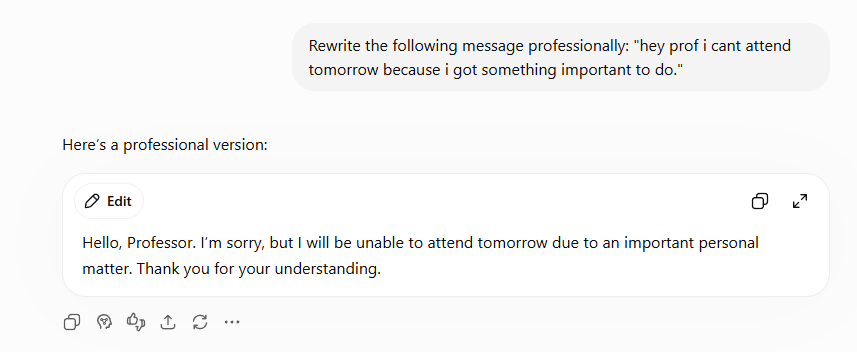 Rewrite the following message professionally: "hey prof i cant attend
tomorrow because i got something important to do."
Here’s a professional version:
Edit
Hello, Professor. I’m sorry, but I will be unable to attend tomorrow due to an important personal
matter. Thank you for your understanding.